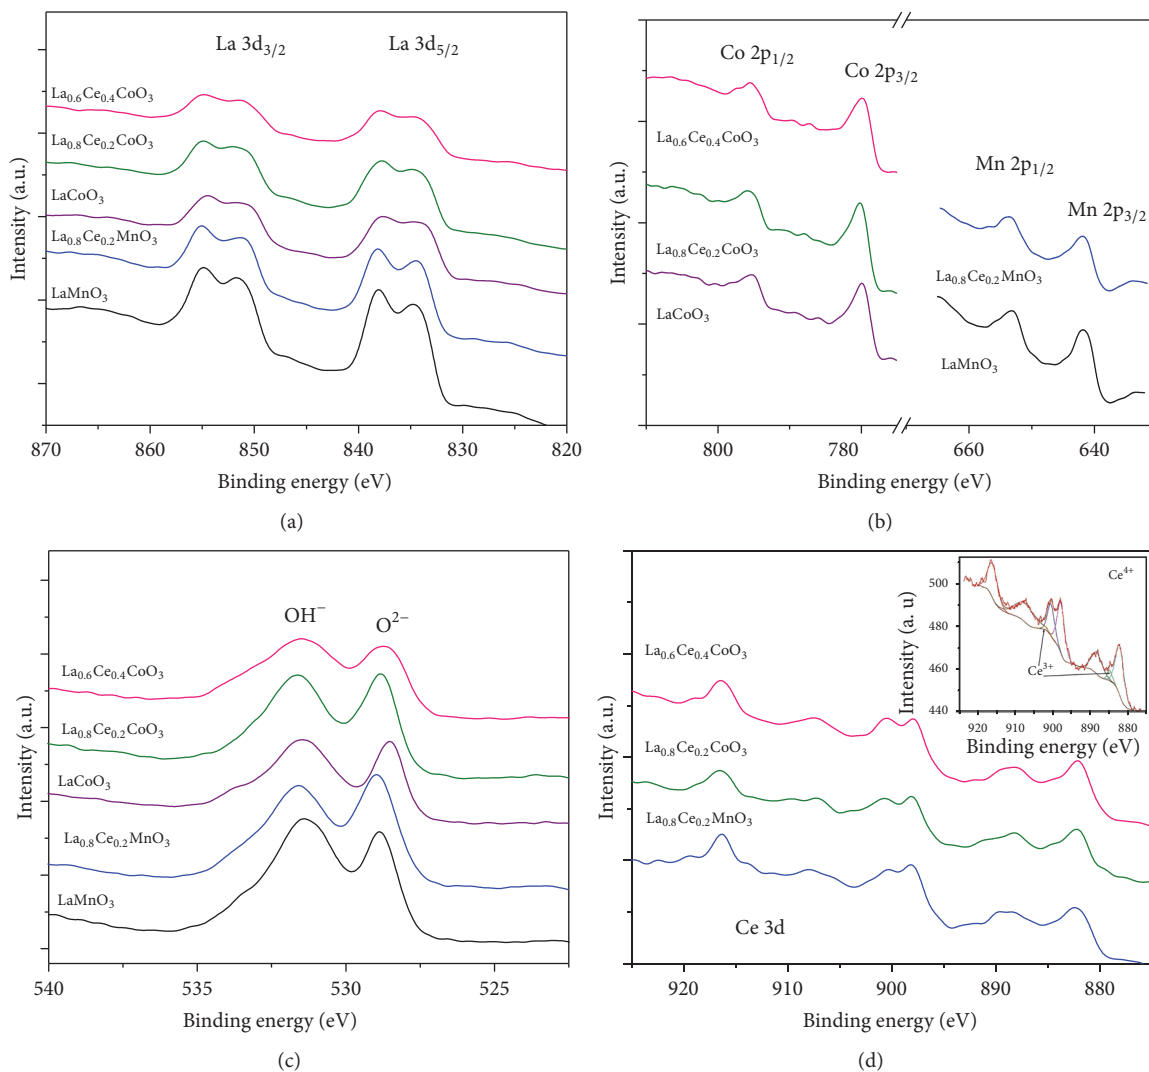 La 3d3/2 La 3d5/2
La0.6Ce0.4CoO3
La0.8Ce0.2CoO3
LaCoO3
La0.8Ce0.2MnO3
LaMnO3
Intensity (a.u.)
870 860 850 840 830 820
Binding energy (eV)
(a)
Co 2p1/2
Co 2p3/2
La0.6Ce0.4CoO3
Mn 2p1/2
Mn 2p3/2
La0.8Ce0.2CoO3
La0.8Ce0.2MnO3
LaCoO3
LaMnO3
Intensity (a.u.)
800 780 660 640
Binding energy (eV)
(b)
OH− O2−
La0.6Ce0.4CoO3
La0.8Ce0.2CoO3
LaCoO3
La0.8Ce0.2MnO3
LaMnO3
Intensity (a.u.)
540 535 530 525
Binding energy (eV)
(c)
La0.6Ce0.4CoO3
La0.8Ce0.2CoO3
La0.8Ce0.2MnO3
Ce 3d
Intensity (a.u.)
920 910 900 890 880
Binding energy (eV)
Ce4+
Ce3+
500
480
460
440
Intensity (a. u)
920 910 900 890 880
Binding energy (eV)
(d)